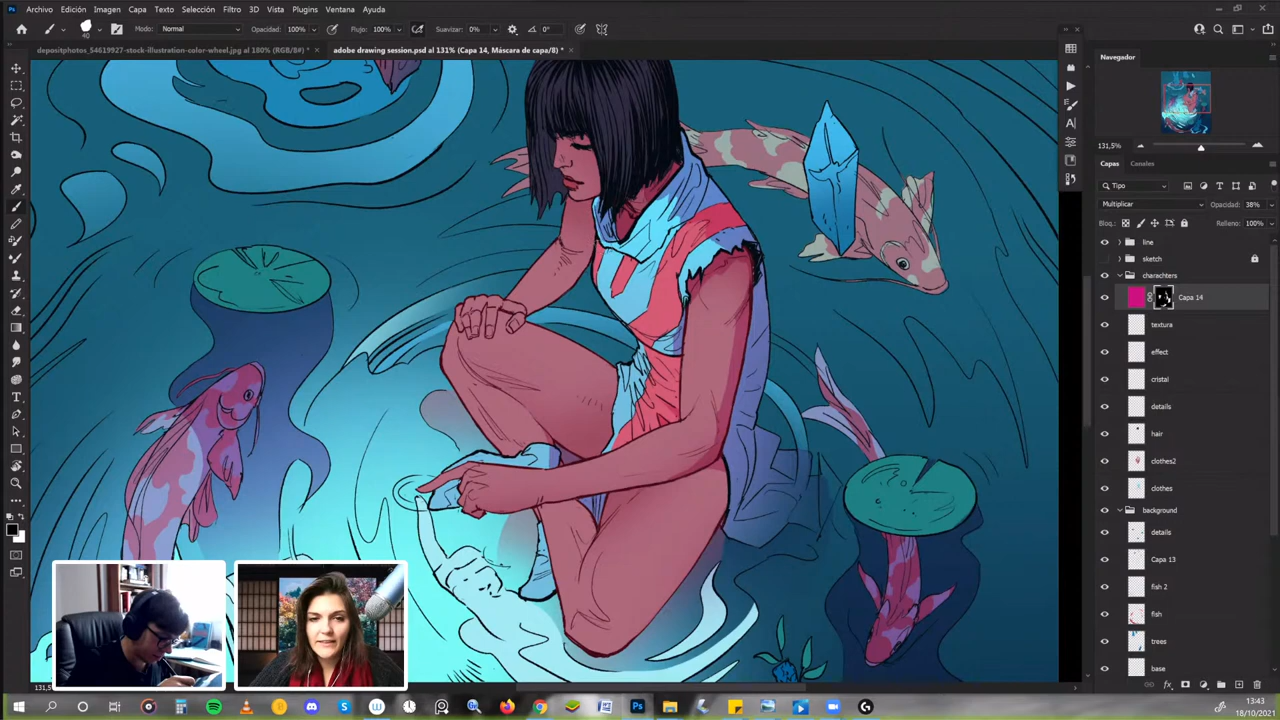 Archivo Edición Imagen Capa Texto Selección Filtro 3D Vista Plugins Ventana Ayuda
40 Modo: Normal Opacidad: 100% Flujo: 100% Suavizar: 0% 0°
depositphotos_54619927-stock-illustration-color-wheel.jpg al 180% (RGB/8#) * × adobe drawing session.psd al 131% (Capa 14, Máscara de capa/8) * ×
Navegador
131,5%
Capas Canales
Tipo
Multiplicar Opacidad: 38%
Bloq.: Relleno: 100%
line
sketch
charachters
Capa 14
textura
effect
cristal
details
hair
clothes2
clothes
background
details
Capa 13
fish 2
fish
trees
base
131,5
13:43
18/10/2021